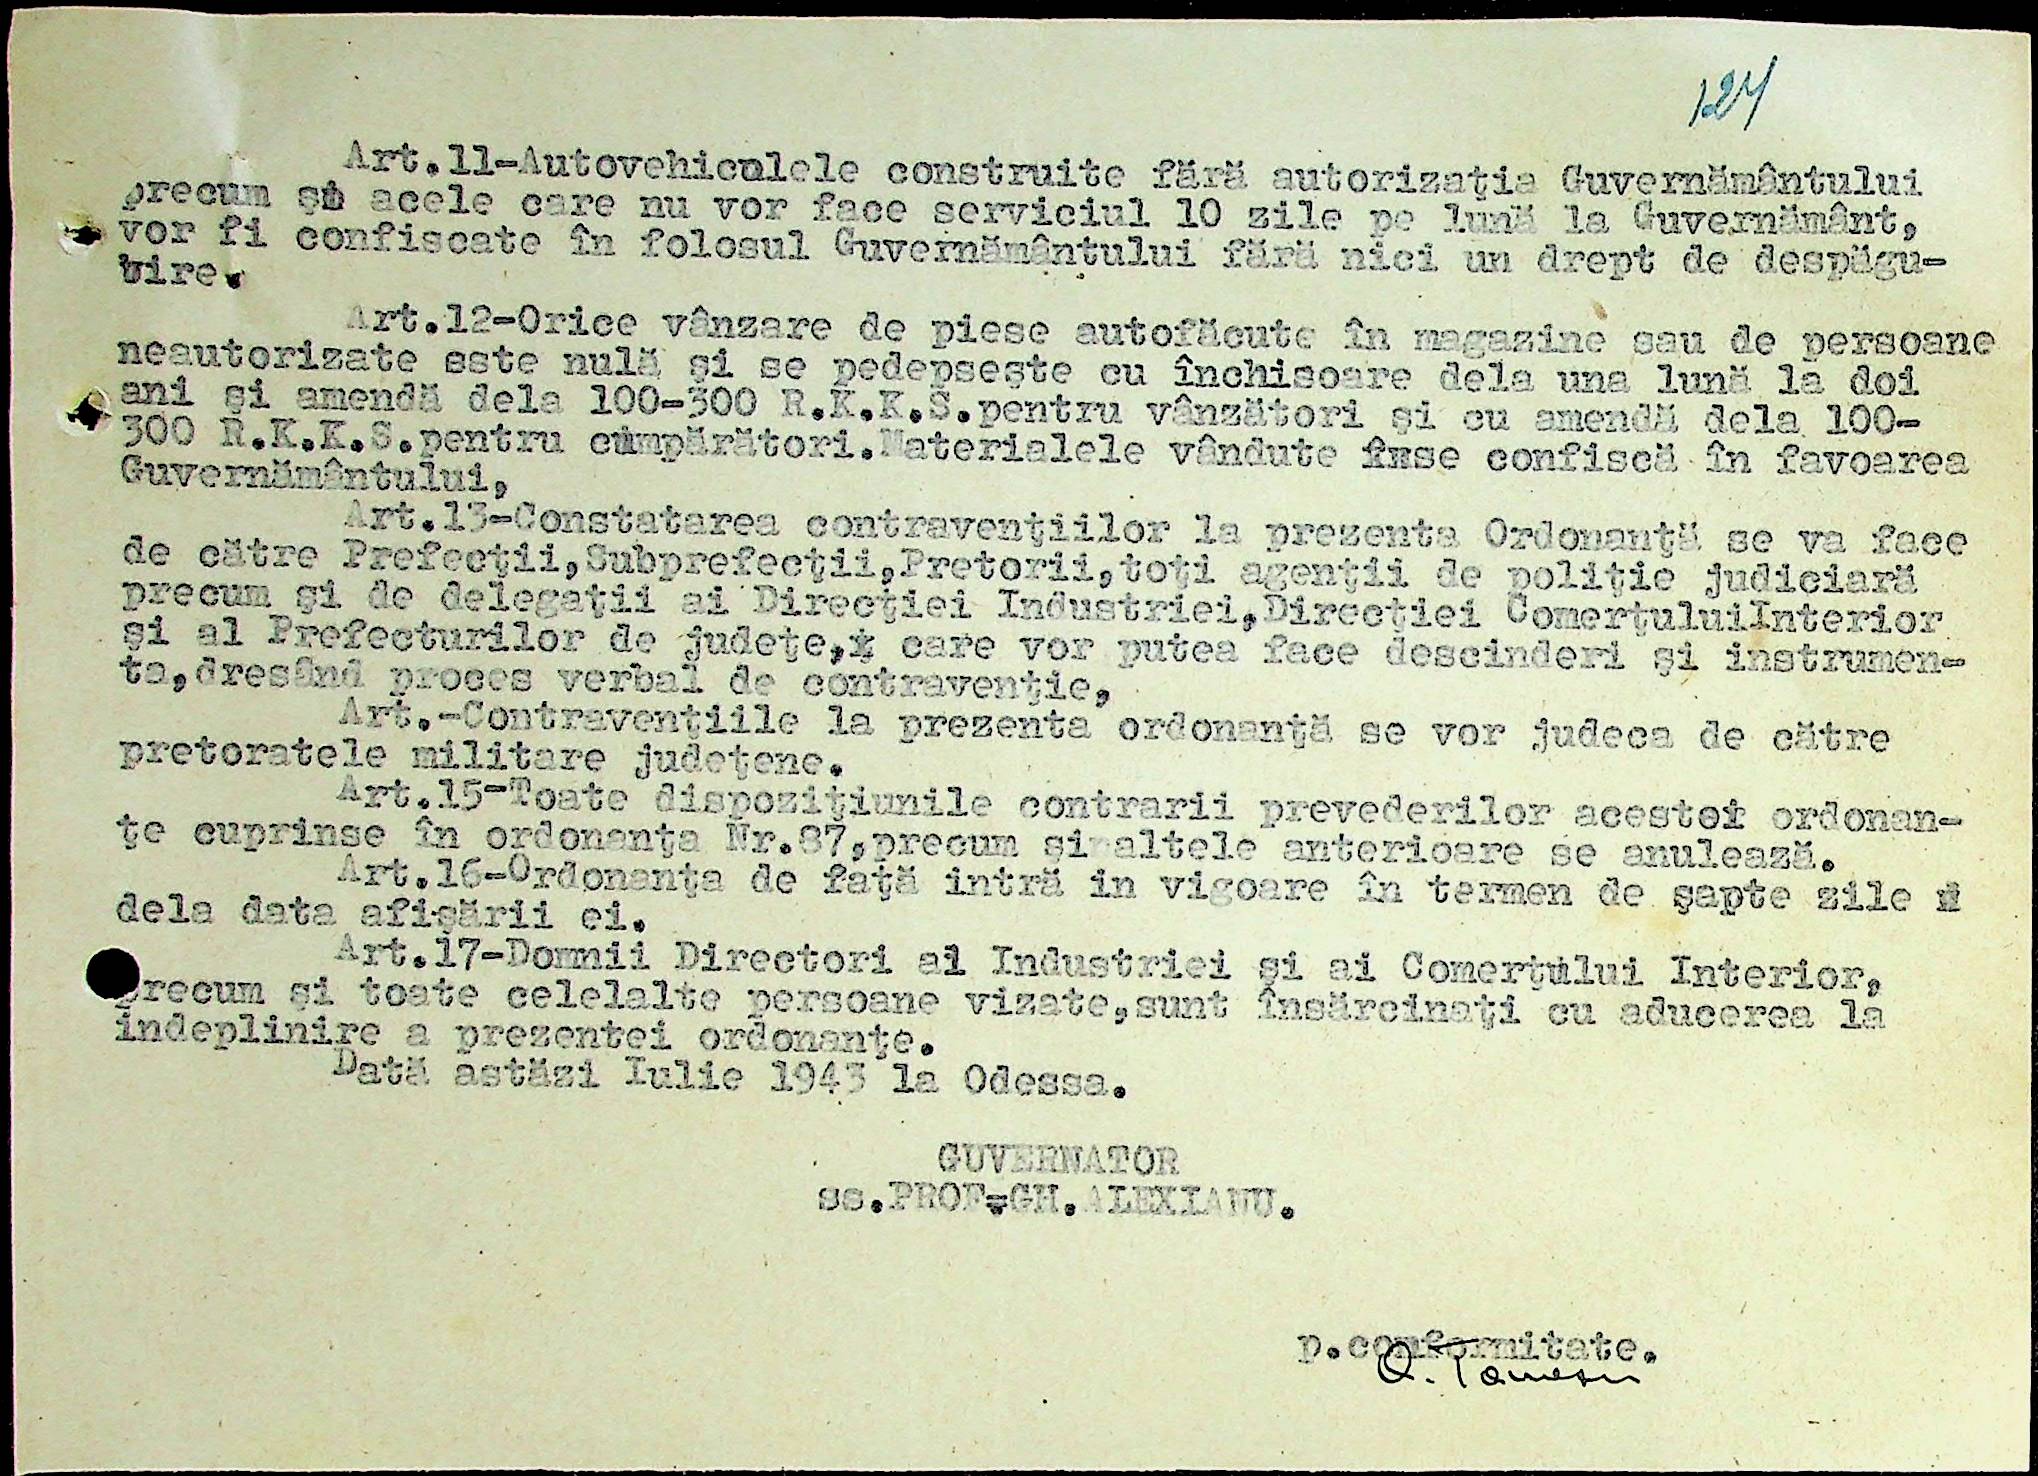 124
Art.11-Autovehiculele construite fără autorizaţia Guvernământului
precum şi acele care nu vor face serviciul 10 zile pe lună la Guvernământ,
vor fi confiscate în folosul Guvernământului fără nici un drept de despăgu-
bire.
Art.12-Orice vânzare de piese autofăcute în magazine sau de persoane
neautorizate este nulă şi se pedepseşte cu închisoare dela una lună la doi
ani şi amendă dela 100-300 R.K.K.S.pentru vânzători şi cu amendă dela 100-
300 R.K.K.S.pentru cumpărători.Materialele vândute se confiscă în favoarea
Guvernământului,
Art.13-Constatarea contravenţiilor la prezenta Ordonanţă se va face
de către Prefecţii,Subprefecţii,Pretorii,toţi agenţii de poliţie judiciară
precum şi de delegaţii ai Direcţiei Industriei,Direcţiei ComerţuluiInterior
şi al Prefecturilor de judeţe, care vor putea face descinderi şi instrumen-
ta,dresând proces verbal de contravenţie,
Art.-Contravenţiile la prezenta ordonanţă se vor judeca de către
pretoratele militare judeţene.
Art.15-Toate dispoziţiunile contrarii prevederilor acestei ordonan-
ţe cuprinse în ordonanţa Nr.87,precum şi altele anterioare se anulează.
Art.16-Ordonanţa de faţă intră in vigoare în termen de şapte zile
dela data afişării ei.
Art.17-Domnii Directori ai Industriei şi ai Comerţului Interior,
precum şi toate celelalte persoane vizate,sunt însărcinaţi cu aducerea la
îndeplinire a prezentei ordonanţe.
Dată astăzi Iulie 1943 la Odessa.
GUVERNATOR
ss.PROF.GH.ALEXIANU.
p.conformitate.